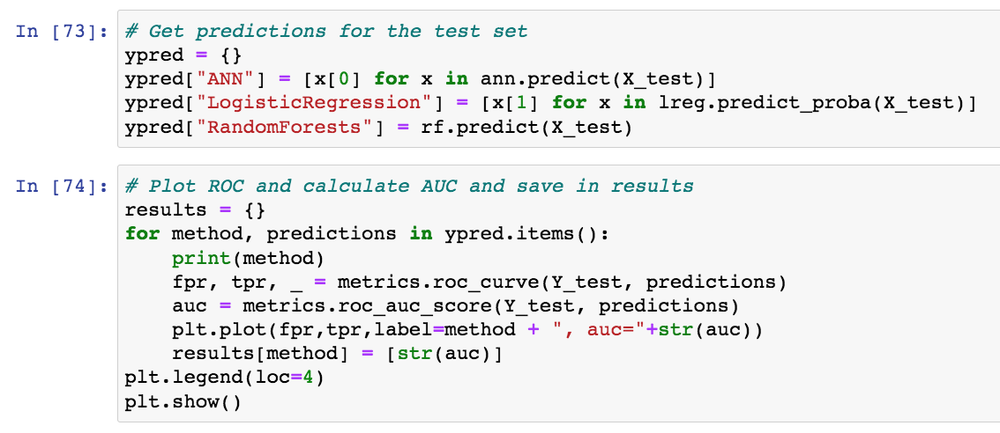 In [73]: # Get predictions for the test set
ypred = {}
ypred["ANN"] = [x[0] for x in ann.predict(X_test)]
ypred["LogisticRegression"] = [x[1] for x in lreg.predict_proba(X_test)]
ypred["RandomForests"] = rf.predict(X_test)
In [74]: # Plot ROC and calculate AUC and save in results
results = {}
for method, predictions in ypred.items():
    print(method)
    fpr, tpr, _ = metrics.roc_curve(Y_test, predictions)
    auc = metrics.roc_auc_score(Y_test, predictions)
    plt.plot(fpr,tpr,label=method + ", auc="+str(auc))
    results[method] = [str(auc)]
plt.legend(loc=4)
plt.show()